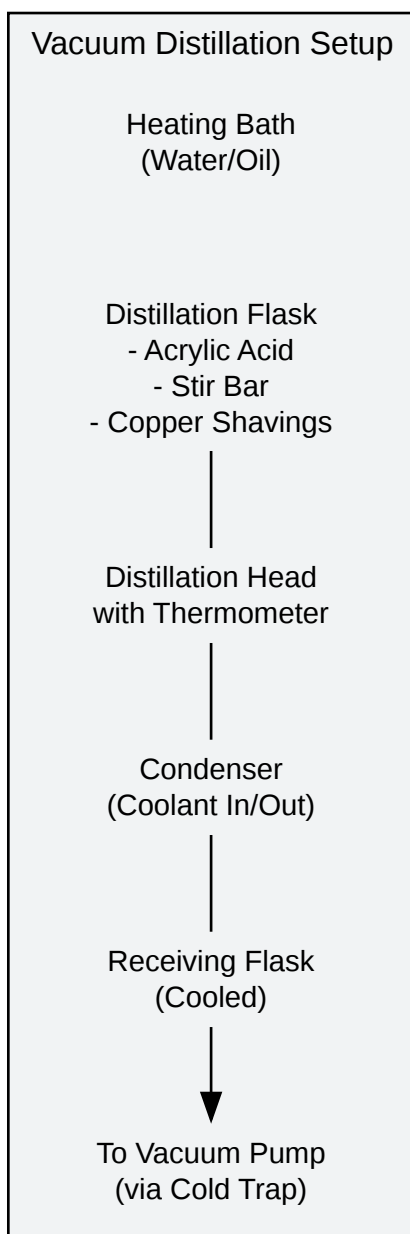 Vacuum Distillation Setup
Heating Bath
(Water/Oil)
Distillation Flask
- Acrylic Acid
- Stir Bar
- Copper Shavings
Distillation Head
with Thermometer
Condenser
(Coolant In/Out)
Receiving Flask
(Cooled)
To Vacuum Pump
(via Cold Trap)